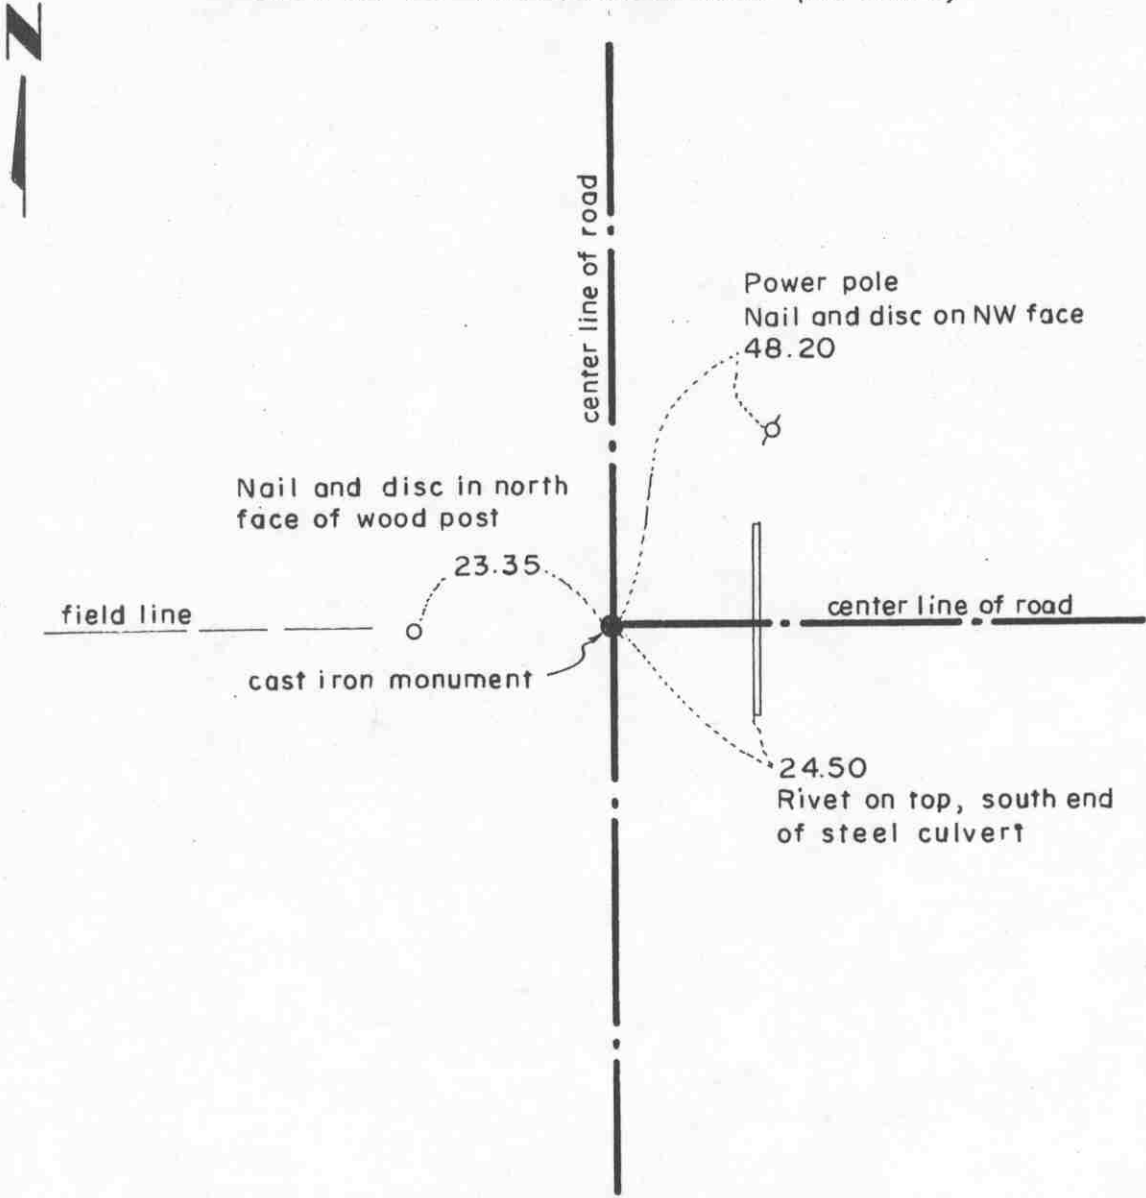 N
center line of road
Power pole
Nail and disc on NW face
48.20
Nail and disc in north
face of wood post
23.35
field line
center line of road
cast iron monument
24.50
Rivet on top, south end
of steel culvert